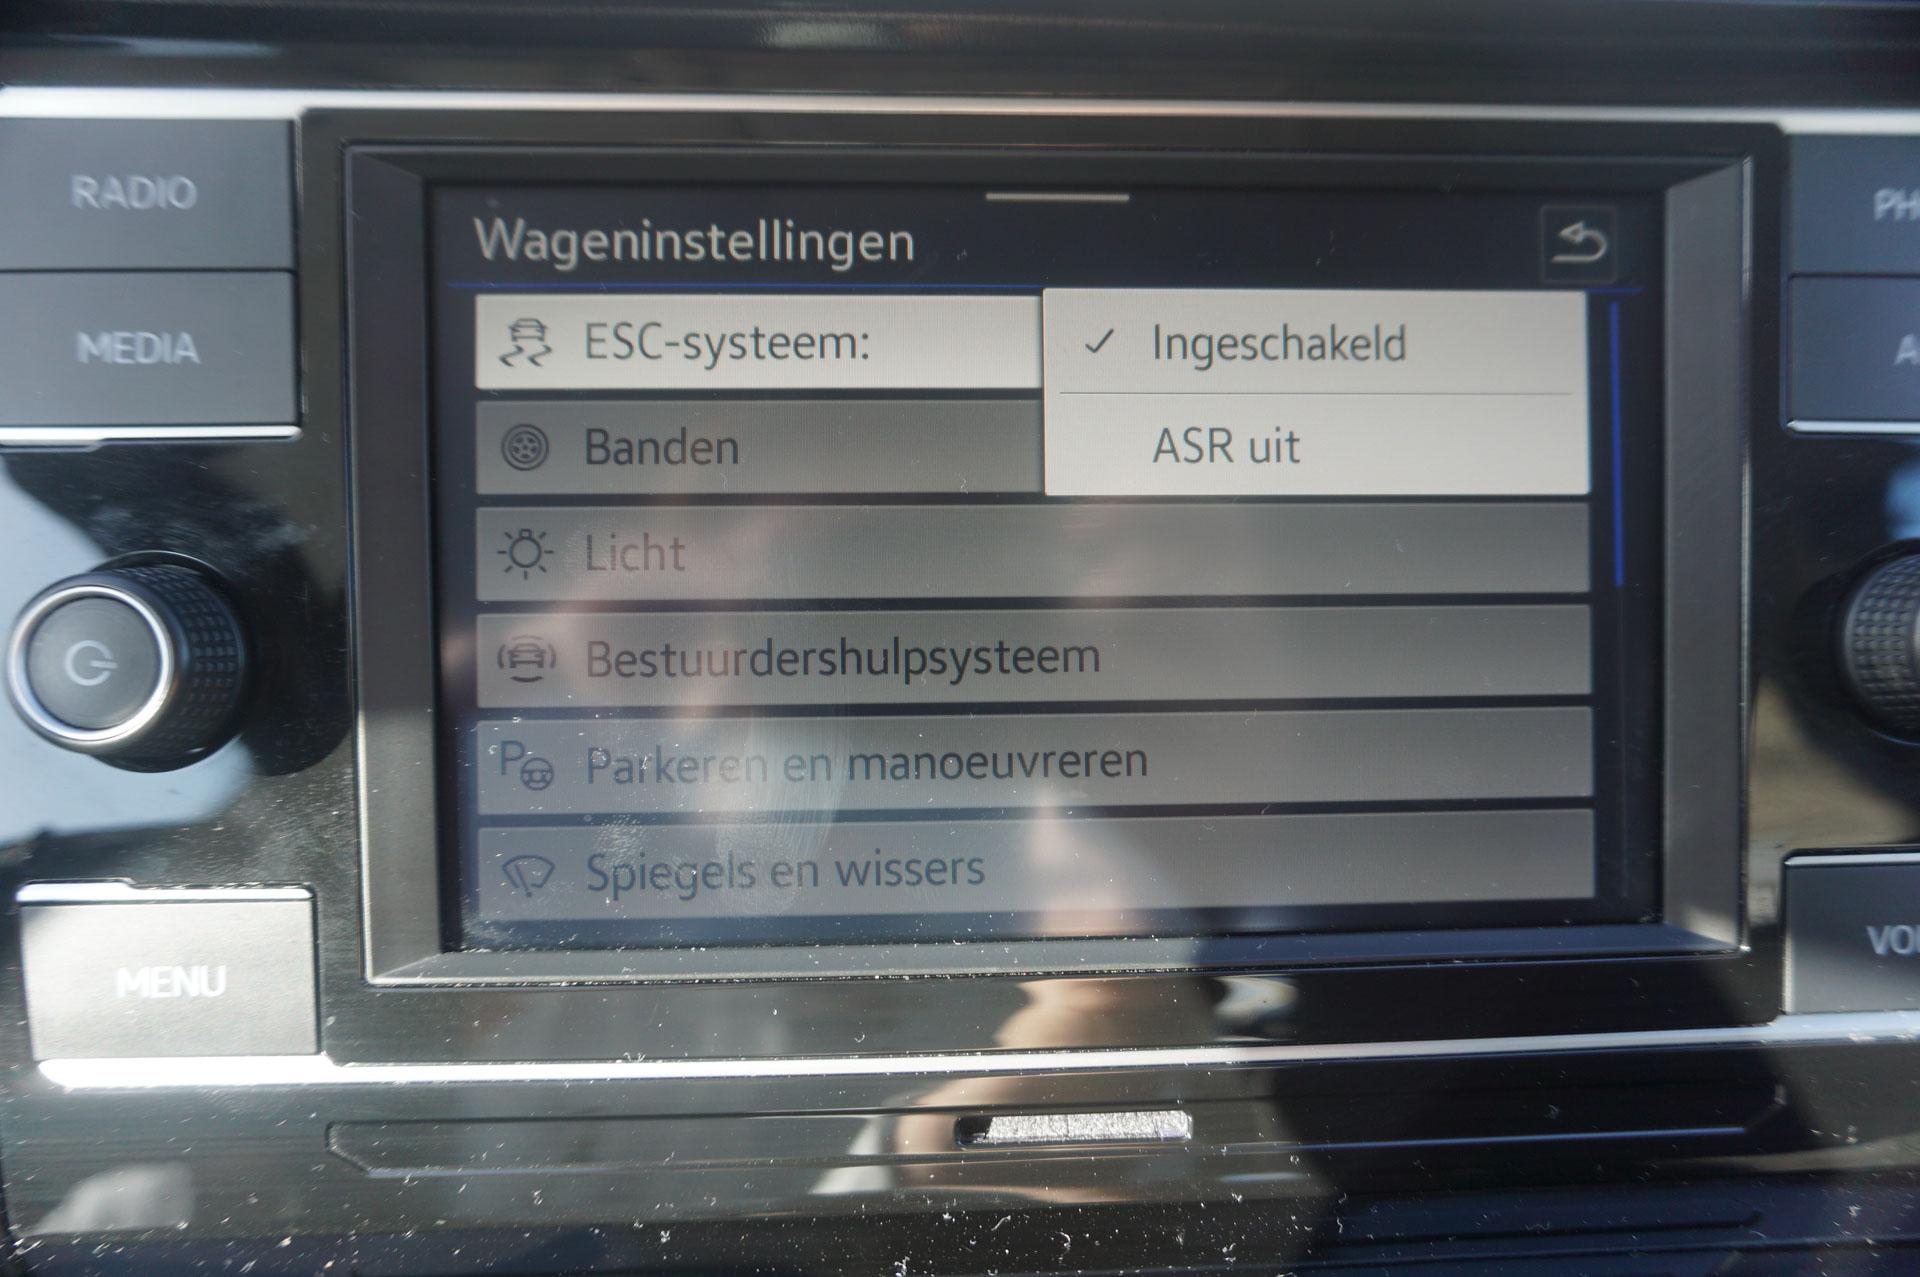 RADIO
MEDIA
MENU
Wageninstellingen
ESC-systeem:
✓ Ingeschakeld
ASR uit
Banden
Licht
Bestuurdershulpsysteem
P Parkeren en manoeuvreren
Spiegels en wissers